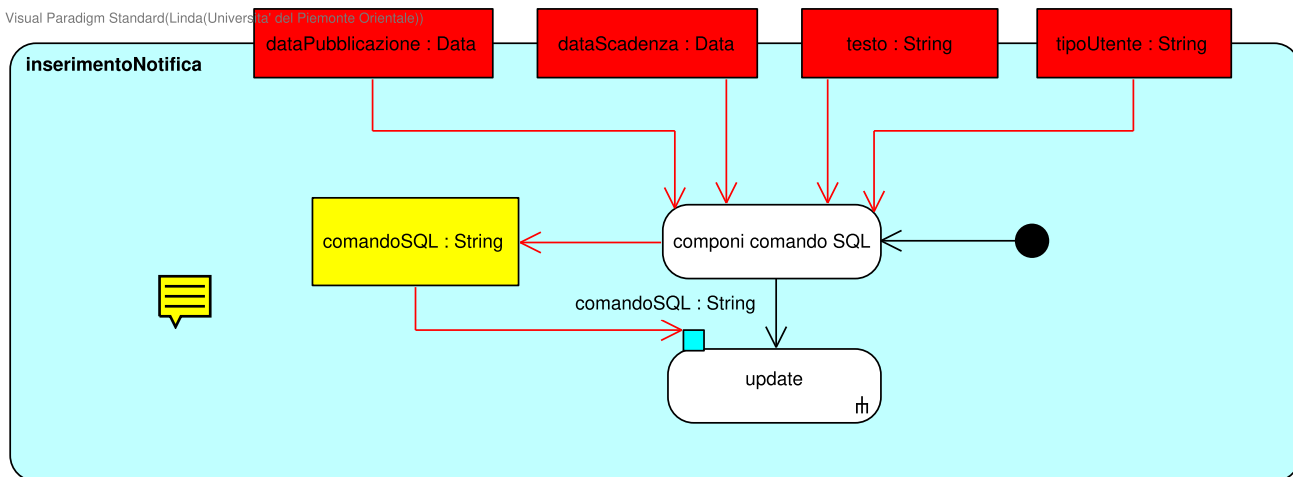 Visual Paradigm Standard(Linda(Universita' del Piemonte Orientale))
dataPubblicazione : Data
dataScadenza : Data
testo : String
tipoUtente : String
inserimentoNotifica
comandoSQL : String
componi comando SQL
comandoSQL : String
update